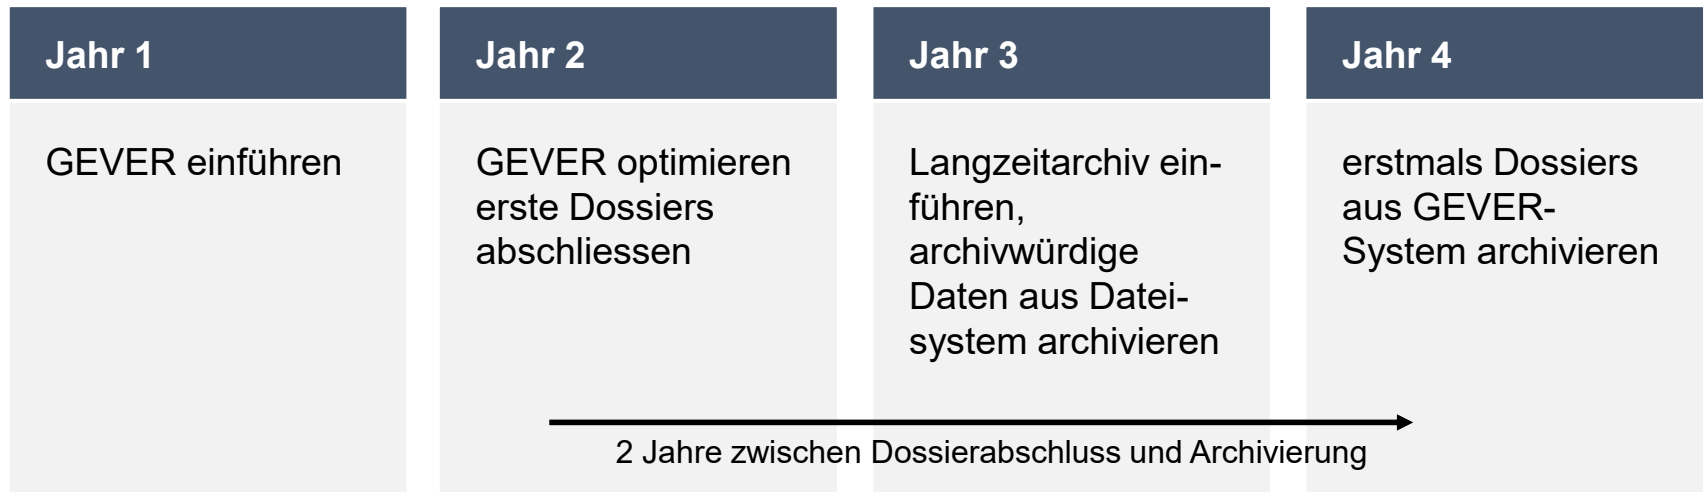 Jahr 1
GEVER einführen
Jahr 2
GEVER optimieren
erste Dossiers
abschliessen
Jahr 3
Langzeitarchiv ein-
führen,
archivwürdige
Daten aus Datei-
system archivieren
Jahr 4
erstmals Dossiers
aus GEVER-
System archivieren
2 Jahre zwischen Dossierabschluss und Archivierung